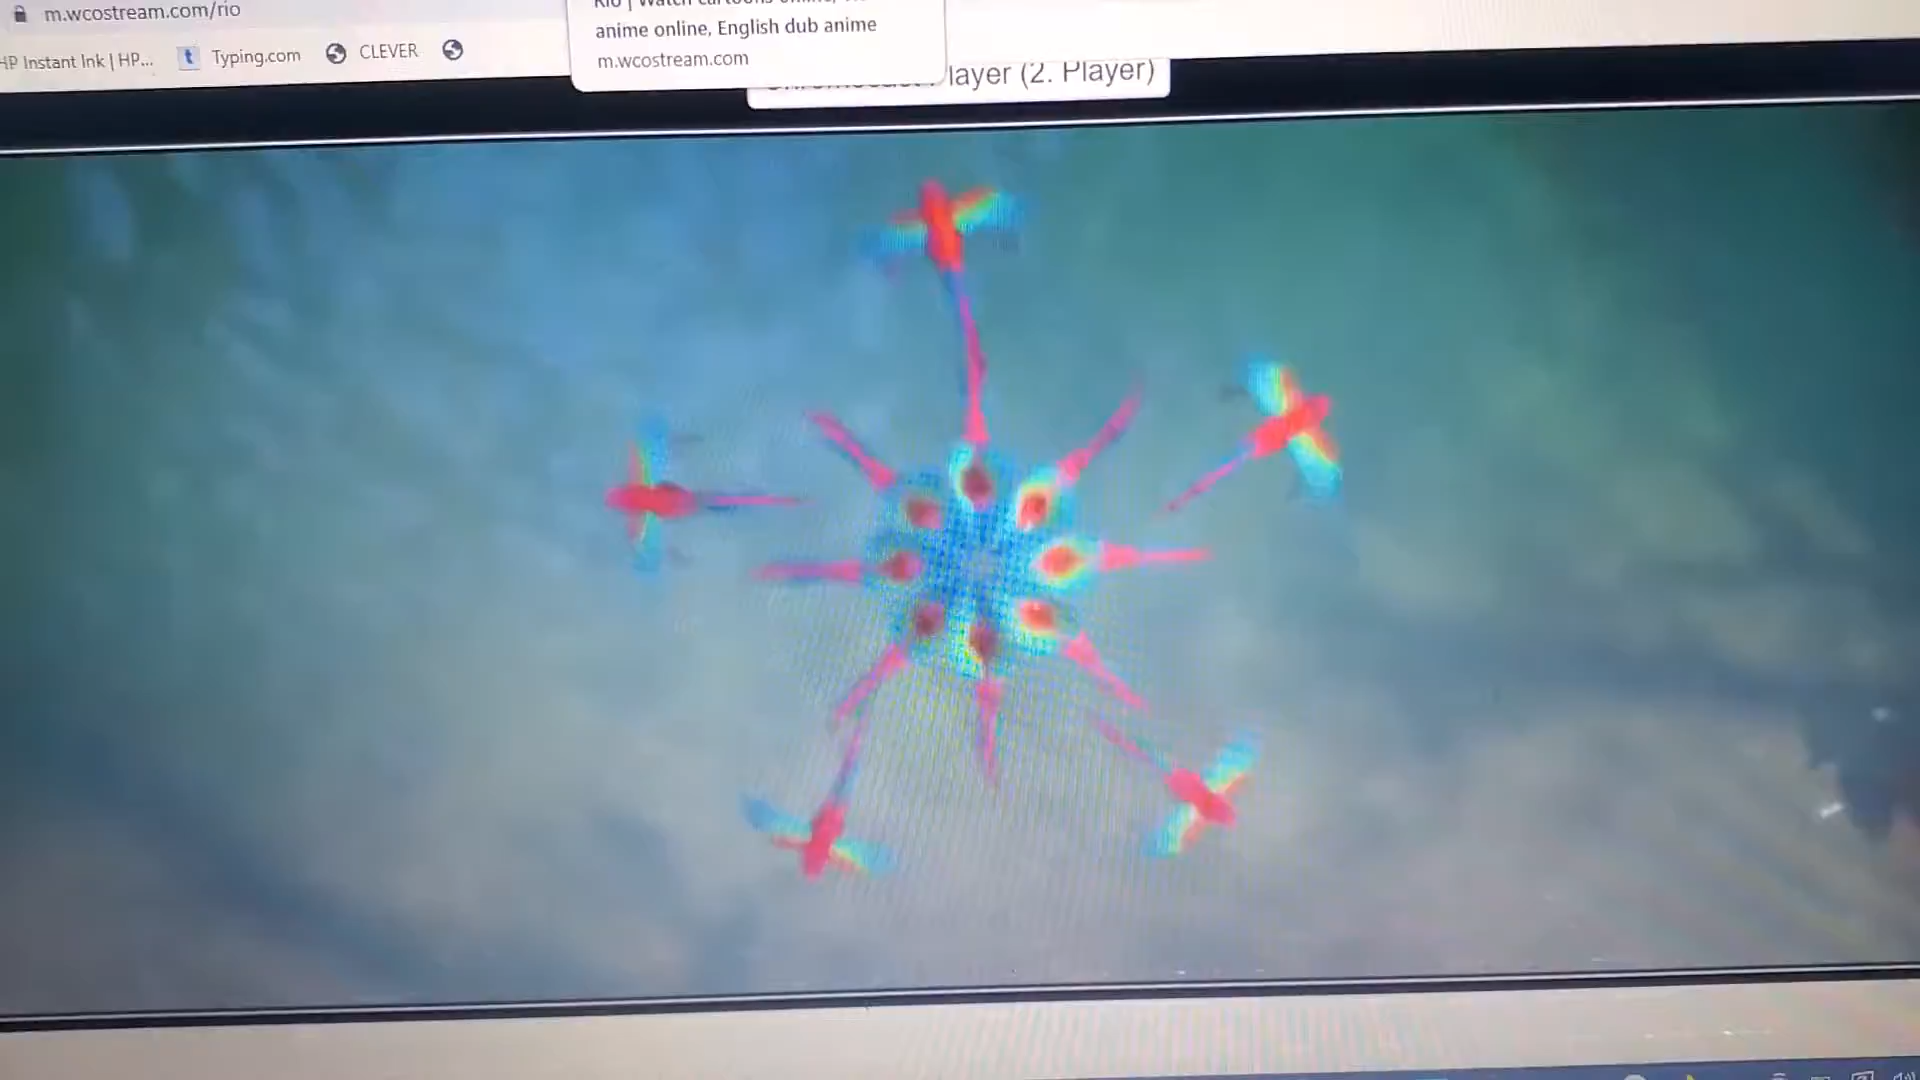 m.wcostream.com/rio
anime online, English dub anime
m.wcostream.com
HP Instant Ink | HP...
t Typing.com
CLEVER
layer (2. Player)